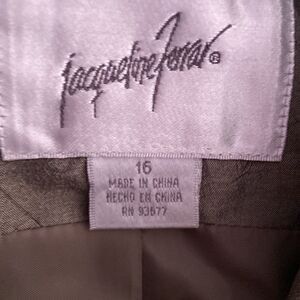 jacqueline ferrar®
16
MADE IN CHINA
HECHO EN CHINA
RN 93677